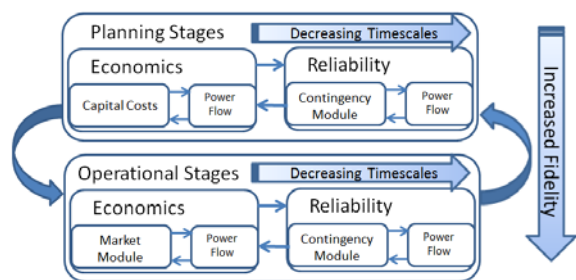 Planning Stages
Decreasing Timescales
Economics
Reliability
Capital Costs
Power
Flow
Contingency
Module
Power
Flow
Operational Stages
Decreasing Timescales
Economics
Reliability
Market
Module
Power
Flow
Contingency
Module
Power
Flow
Increased Fidelity